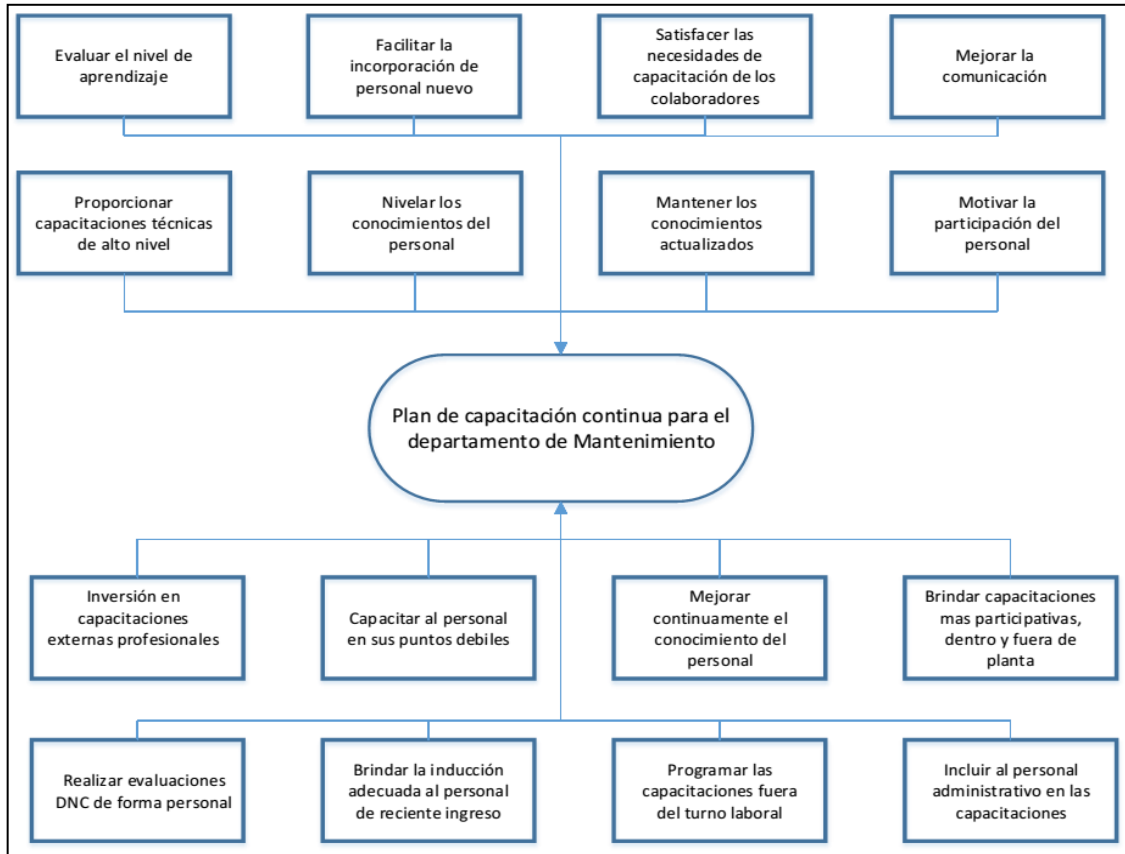 Evaluar el nivel de
aprendizaje
Facilitar la
incorporación de
personal nuevo
Satisfacer las
necesidades de
capacitación de los
colaboradores
Mejorar la
comunicación
Proporcionar
capacitaciones técnicas
de alto nivel
Nivelar los
conocimientos del
personal
Mantener los
conocimientos
actualizados
Motivar la
participación del
personal
Plan de capacitación continua para el
departamento de Mantenimiento
Inversión en
capacitaciones
externas profesionales
Capacitar al personal
en sus puntos debiles
Mejorar
continuamente el
conocimiento del
personal
Brindar capacitaciones
mas participativas,
dentro y fuera de
planta
Realizar evaluaciones
DNC de forma personal
Brindar la inducción
adecuada al personal
de reciente ingreso
Programar las
capacitaciones fuera
del turno laboral
Incluir al personal
administrativo en las
capacitaciones